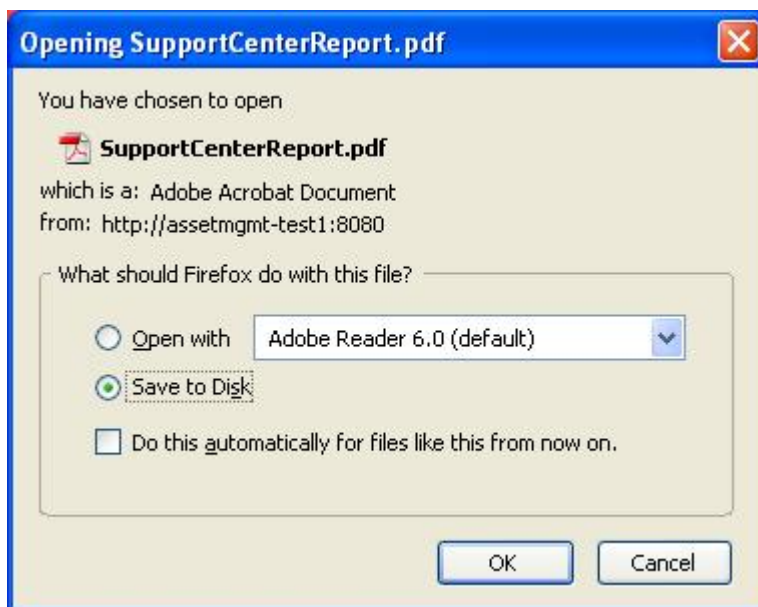 Opening SupportCenterReport.pdf
You have chosen to open
SupportCenterReport.pdf
which is a: Adobe Acrobat Document
from: http://assetmgmt-test1:8080
What should Firefox do with this file?
Open with Adobe Reader 6.0 (default)
Save to Disk
Do this automatically for files like this from now on.
OK Cancel